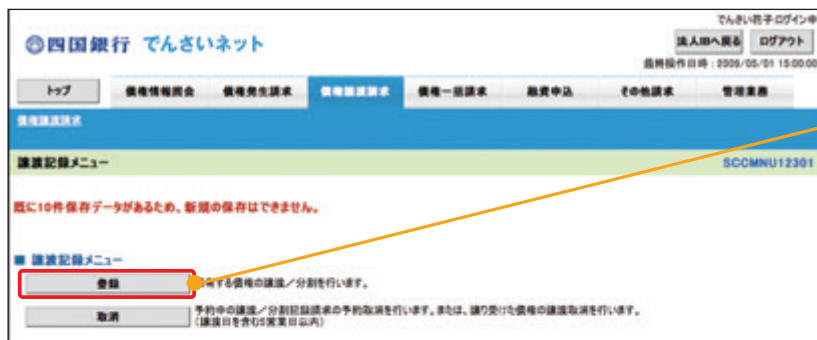 でんさい花子ログイン中
四国銀行 でんさいネット
法人IBへ戻る ログアウト
最終操作日時：2009/05/01 15:00:00
トップ 債権情報照会 債権発生請求 債権譲渡請求 債権一括請求 融資申込 その他請求 管理業務
債権譲渡請求
譲渡記録メニュー SCCMNU12301
既に10件保存データがあるため、新規の保存はできません。
■ 譲渡記録メニュー
登録 する債権の譲渡／分割を行います。
取消 予約中の譲渡／分割記録請求の予約取消を行います。または、譲り受けた債権の譲渡取消を行います。
（譲渡日を含む5営業日以内）